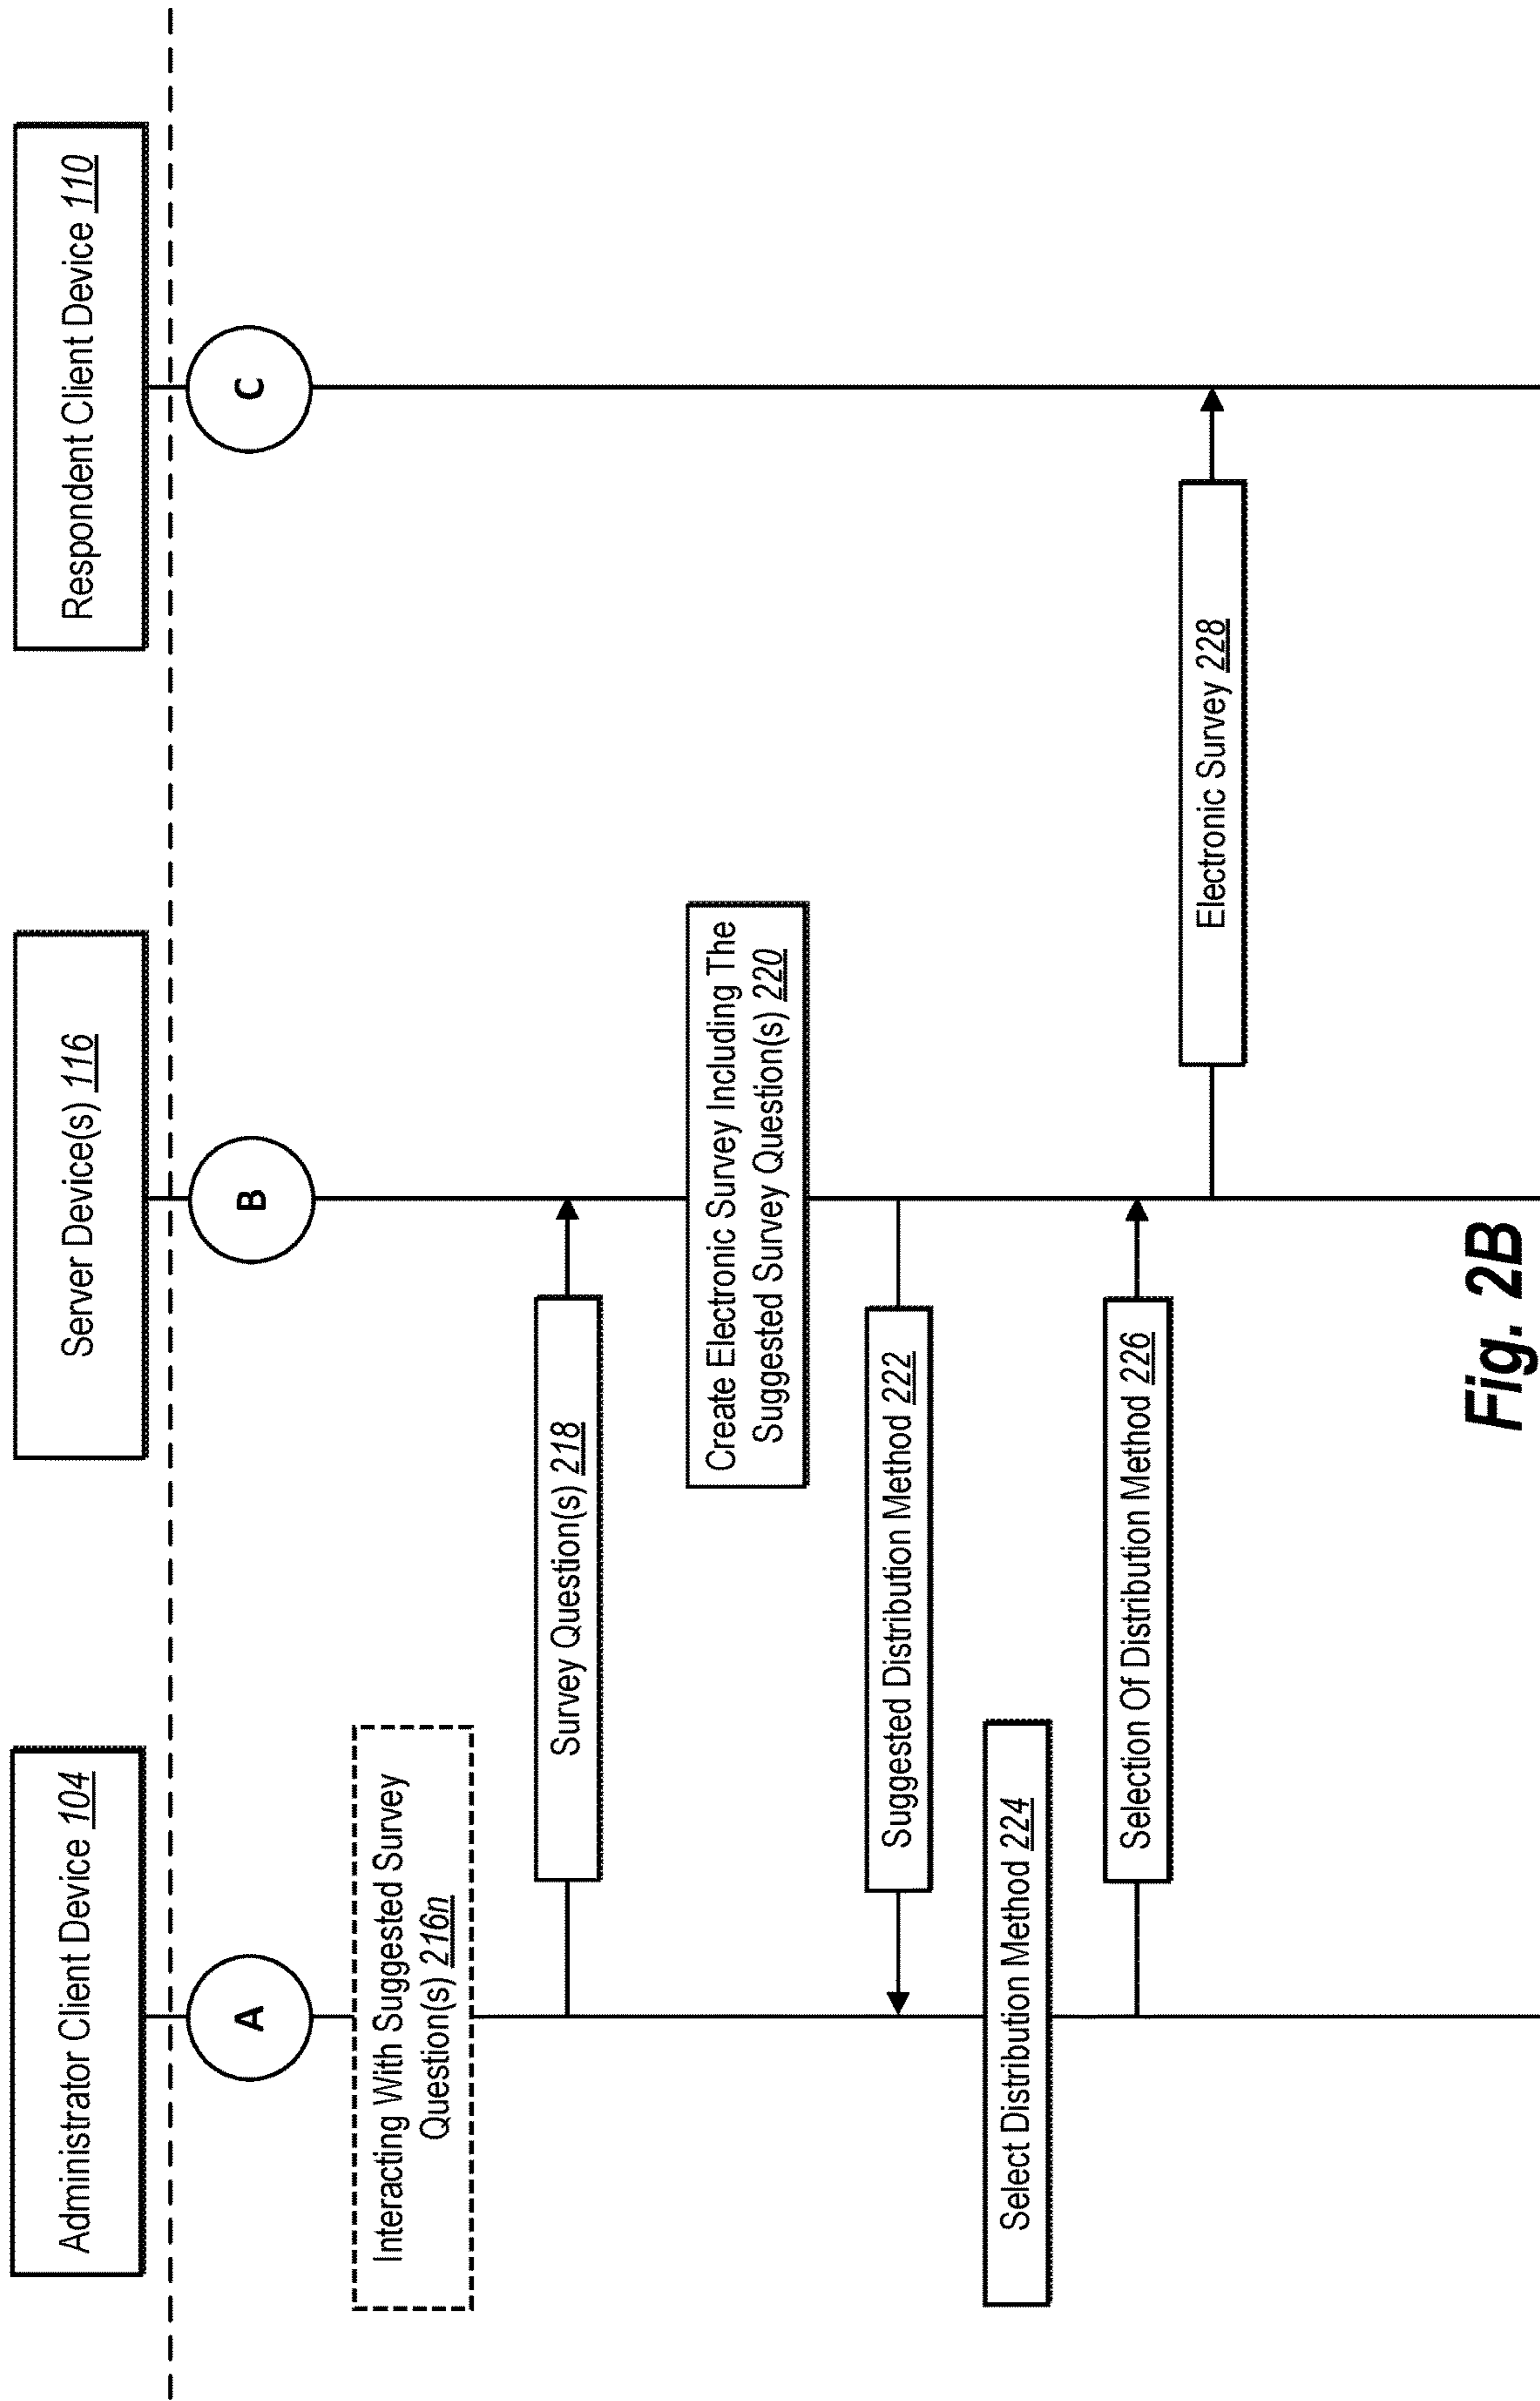 Administrator Client Device 104
Server Device(s) 116
Respondent Client Device 110
A
B
C
Interacting With Suggested Survey
Question(s) 216n
Survey Question(s) 218
Create Electronic Survey Including The
Suggested Survey Question(s) 220
Suggested Distribution Method 222
Select Distribution Method 224
Selection Of Distribution Method 226
Electronic Survey 228
Fig. 2B